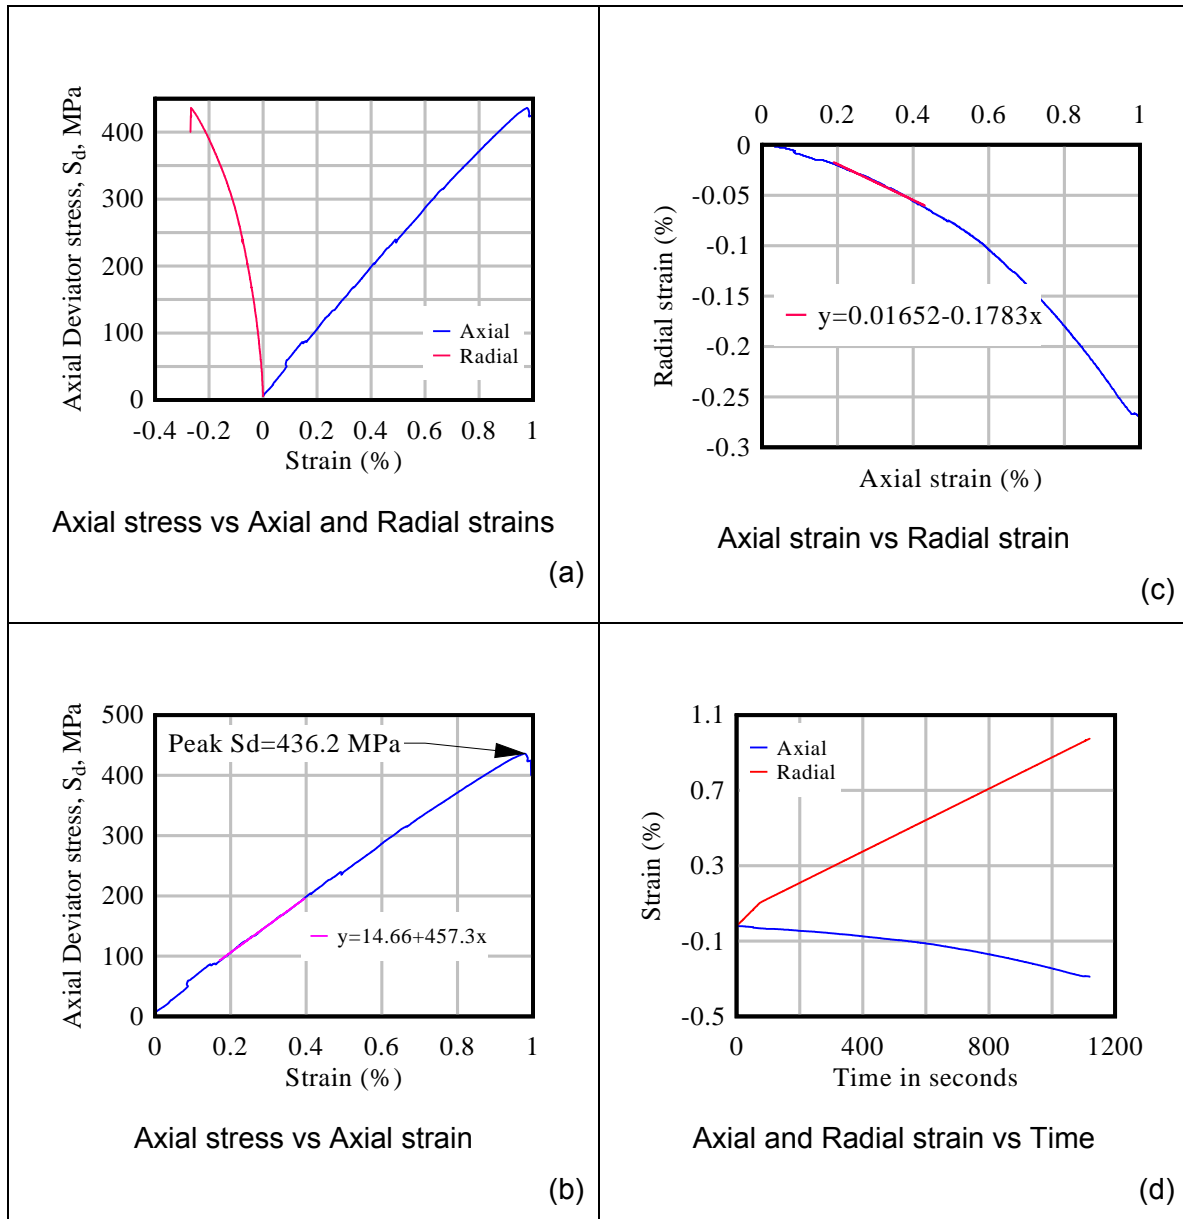 Axial Deviator stress, Sd, MPa
400
300
200
100
0
Axial
Radial
-0.4 -0.2 0 0.2 0.4 0.6 0.8 1
Strain (%)
Axial stress vs Axial and Radial strains
(a)
0 0.2 0.4 0.6 0.8 1
Radial strain (%)
0
-0.05
-0.1
-0.15
-0.2
-0.25
-0.3
y=0.01652-0.1783x
Axial strain (%)
Axial strain vs Radial strain
(c)
Axial Deviator stress, Sd, MPa
500
400
300
200
100
0
Peak Sd=436.2 MPa
y=14.66+457.3x
0 0.2 0.4 0.6 0.8 1
Strain (%)
Axial stress vs Axial strain
(b)
Strain (%)
1.1
0.7
0.3
-0.1
-0.5
Axial
Radial
0 400 800 1200
Time in seconds
Axial and Radial strain vs Time
(d)